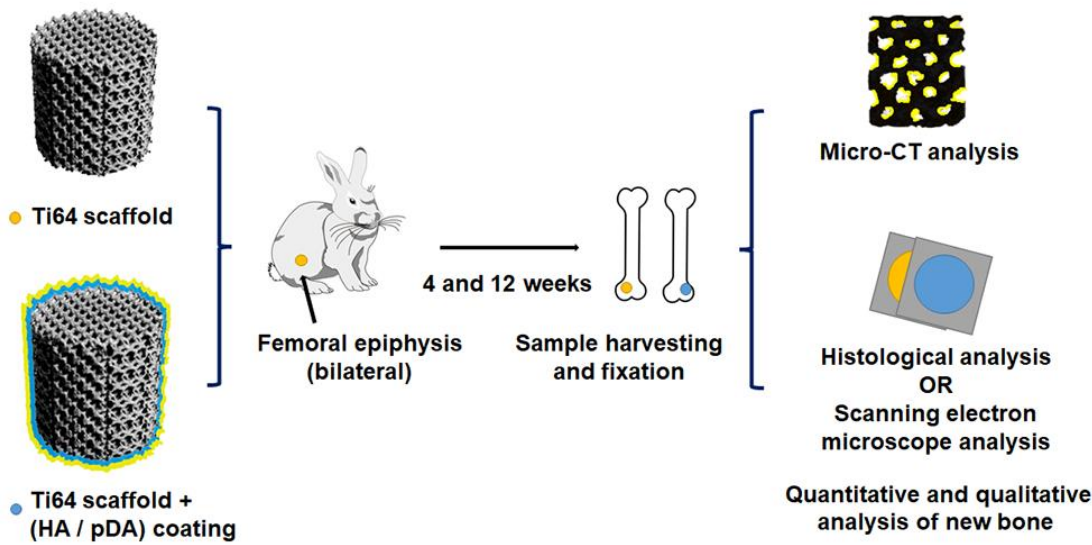 Ti64 scaffold
Ti64 scaffold +
(HA / pDA) coating
Femoral epiphysis
(bilateral)
4 and 12 weeks
Sample harvesting
and fixation
Micro-CT analysis
Histological analysis
OR
Scanning electron
microscope analysis
Quantitative and qualitative
analysis of new bone